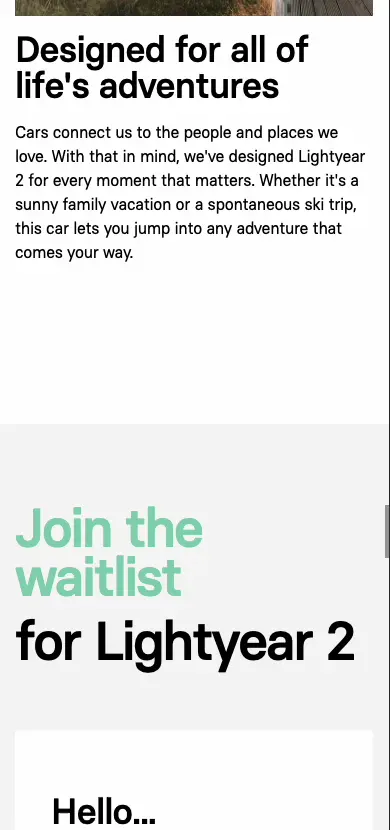 Designed for all of
life's adventures
Cars connect us to the people and places we
love. With that in mind, we've designed Lightyear
2 for every moment that matters. Whether it's a
sunny family vacation or a spontaneous ski trip,
this car lets you jump into any adventure that
comes your way.
Join the
waitlist
for Lightyear 2
Hello...